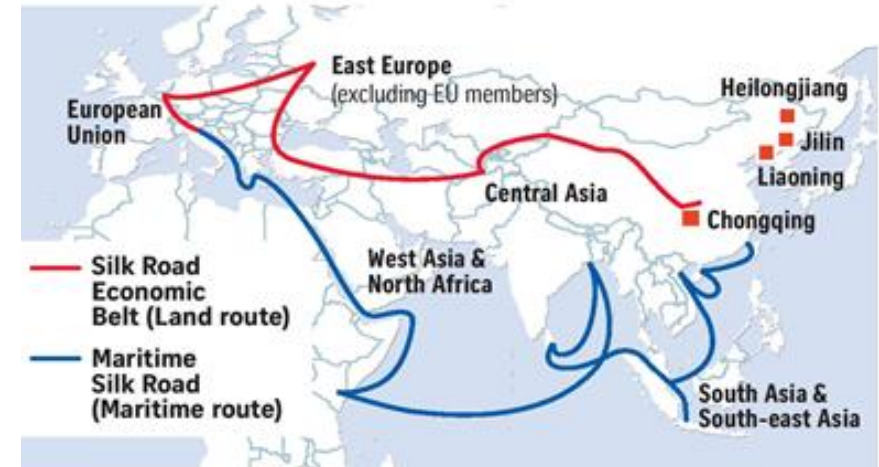 East Europe
(excluding EU members)
European
Union
Heilongjiang
Jilin
Liaoning
Central Asia
Chongqing
West Asia &
North Africa
Silk Road
Economic
Belt (Land route)
Maritime
Silk Road
(Maritime route)
South Asia &
South-east Asia